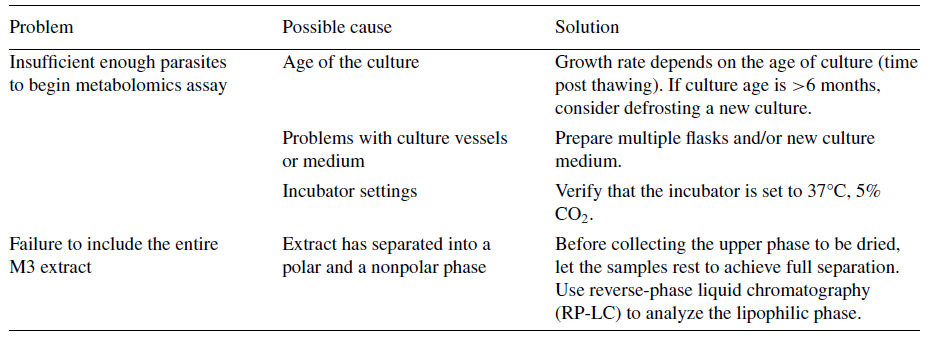 Problem Possible cause Solution
Insufficient enough parasites Age of the culture Growth rate depends on the age of culture (time
to begin metabolomics assay post thawing). If culture age is >6 months,
consider defrosting a new culture.
Problems with culture vessels Prepare multiple flasks and/or new culture
or medium medium.
Incubator settings Verify that the incubator is set to 37°C, 5%
CO₂.
Failure to include the entire Extract has separated into a Before collecting the upper phase to be dried,
M3 extract polar and a nonpolar phase let the samples rest to achieve full separation.
Use reverse-phase liquid chromatography
(RP-LC) to analyze the lipophilic phase.